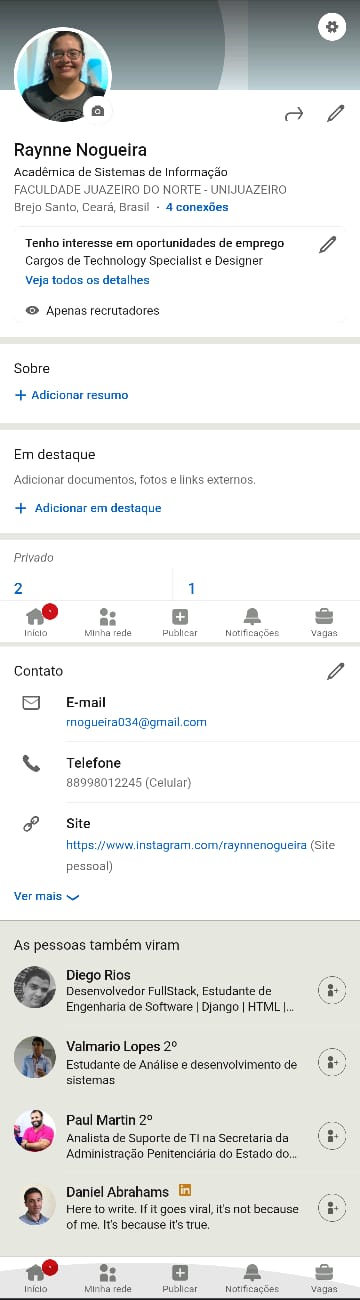 Raynne Nogueira
Acadêmica de Sistemas de Informação
FACULDADE JUAZEIRO DO NORTE - UNIJUAZEIRO
Brejo Santo, Ceará, Brasil · 4 conexões
Tenho interesse em oportunidades de emprego
Cargos de Technology Specialist e Designer
Veja todos os detalhes
Apenas recrutadores
Sobre
+ Adicionar resumo
Em destaque
Adicionar documentos, fotos e links externos.
+ Adicionar em destaque
Privado
2 1
Início Minha rede Publicar Notificações Vagas
Contato
E-mail
rnogueira034@gmail.com
Telefone
88998012245 (Celular)
Site
https://www.instagram.com/raynnenogueira (Site
pessoal)
Ver mais
As pessoas também viram
Diego Rios
Desenvolvedor FullStack, Estudante de
Engenharia de Software | Django | HTML |...
Valmario Lopes 2º
Estudante de Análise e desenvolvimento de
sistemas
Paul Martin 2º
Analista de Suporte de TI na Secretaria da
Administração Penitenciária do Estado do...
Daniel Abrahams in
Here to write. If it goes viral, it's not because
of me. It's because it's true.
Início Minha rede Publicar Notificações Vagas